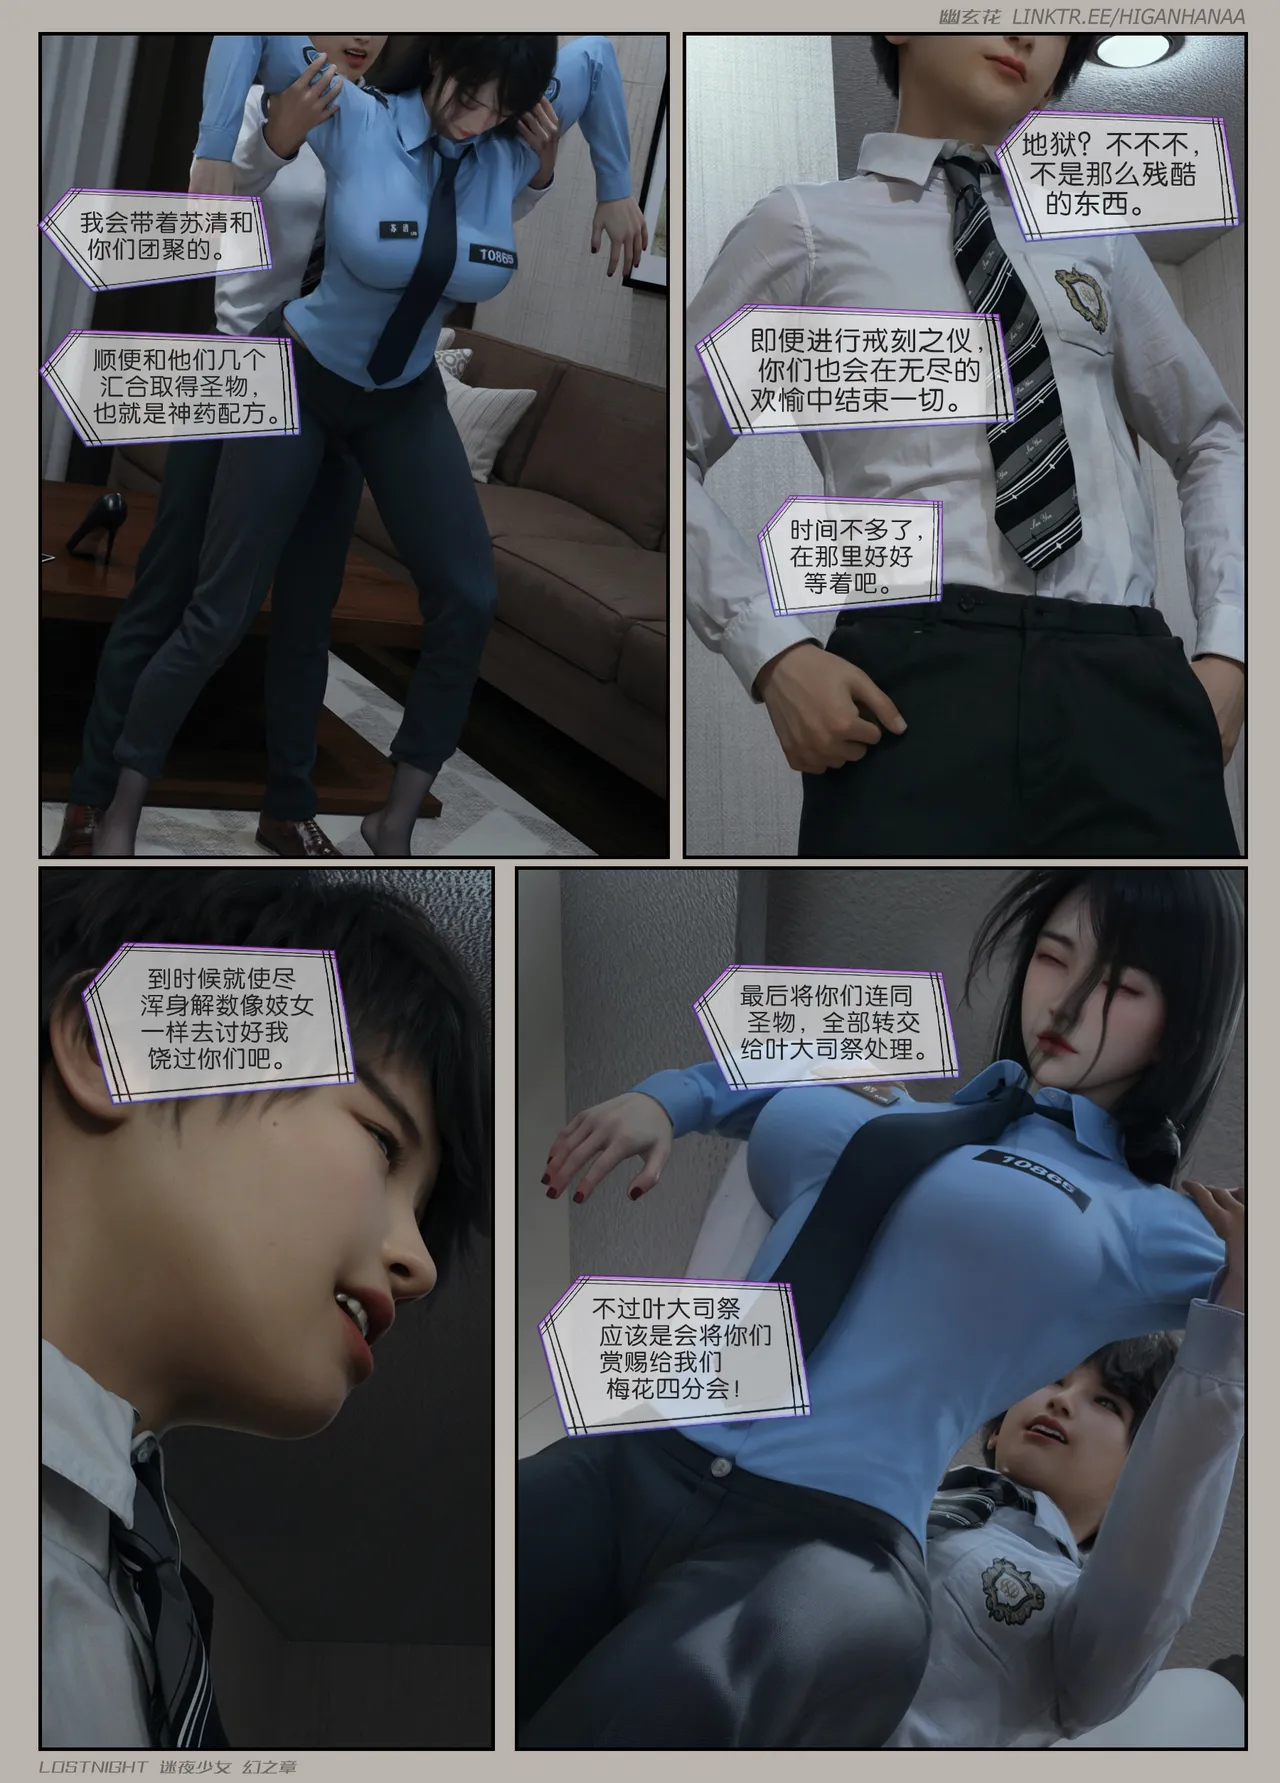 幽玄花 LINKTR.EE/HIGANHANAA
我会带着苏清和
你们团聚的。
顺便和他们几个
汇合取得圣物，
也就是神药配方。
10865
地狱？不不不，
不是那么残酷
的东西。
即便进行戒刻之仪，
你们也会在无尽的
欢愉中结束一切。
时间不多了，
在那里好好
等着吧。
到时候就使尽
浑身解数像妓女
一样去讨好我
饶过你们吧。
最后将你们连同
圣物，全部转交
给叶大司祭处理。
10865
不过叶大司祭
应该是会将你们
赏赐给我们
梅花四分会！
LOSTNIGHT 迷夜少女 幻之章